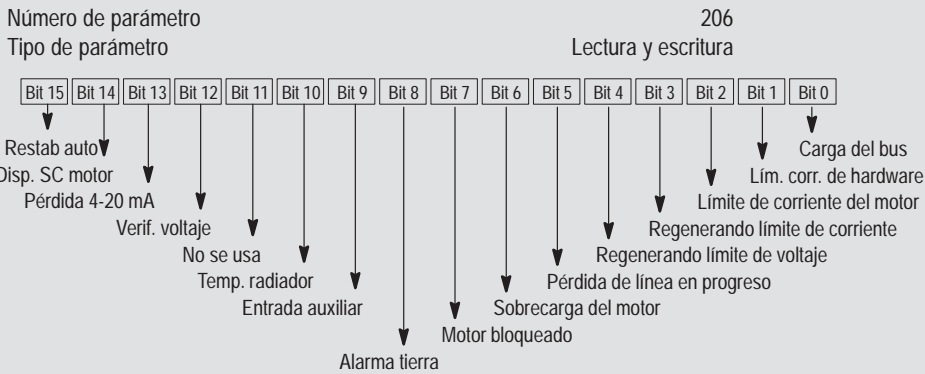 Número de parámetro 206
Tipo de parámetro Lectura y escritura
Bit 15 Bit 14 Bit 13 Bit 12 Bit 11 Bit 10 Bit 9 Bit 8 Bit 7 Bit 6 Bit 5 Bit 4 Bit 3 Bit 2 Bit 1 Bit 0
Restab auto Carga del bus
Disp. SC motor Lím. corr. de hardware
Pérdida 4-20 mA Límite de corriente del motor
Verif. voltaje Regenerando límite de corriente
No se usa Regenerando límite de voltaje
Temp. radiador Pérdida de línea en progreso
Entrada auxiliar Sobrecarga del motor
Motor bloqueado
Alarma tierra